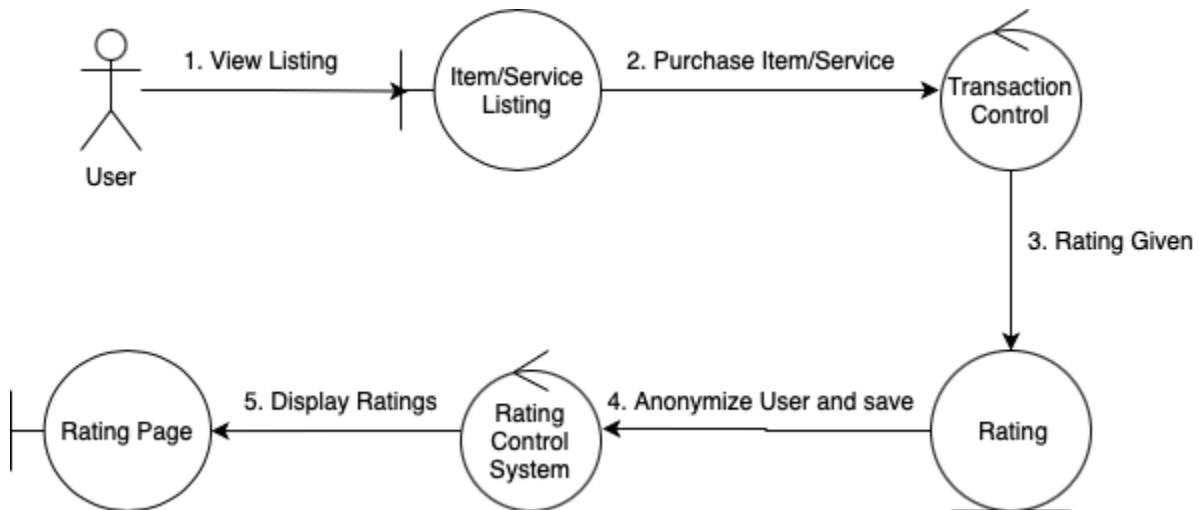 1. View Listing
2. Purchase Item/Service
Item/Service
Listing
Transaction
Control
User
3. Rating Given
5. Display Ratings
4. Anonymize User and save
Rating Page
Rating
Control
System
Rating